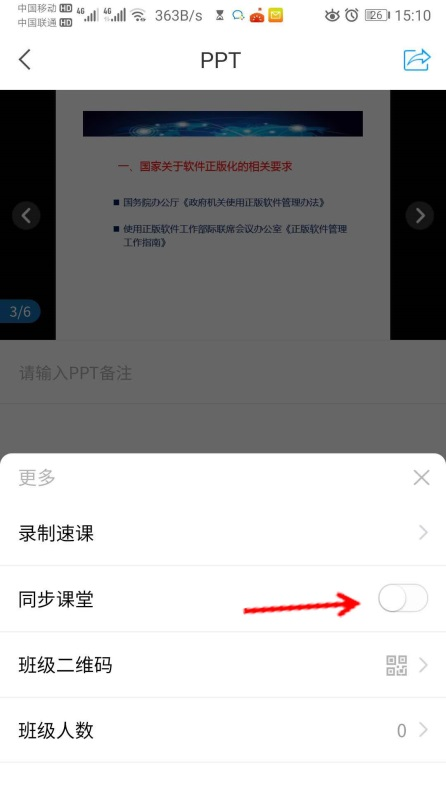 中国移动 HD 4G 4G 363B/s 26 15:10
中国联通 HD
PPT
一、国家关于软件正版化的相关要求
■ 国务院办公厅《政府机关使用正版软件管理办法》
■ 使用正版软件工作部际联席会议办公室《正版软件管理
工作指南》
3/6
请输入PPT备注
更多
录制速课
同步课堂
班级二维码
班级人数 0